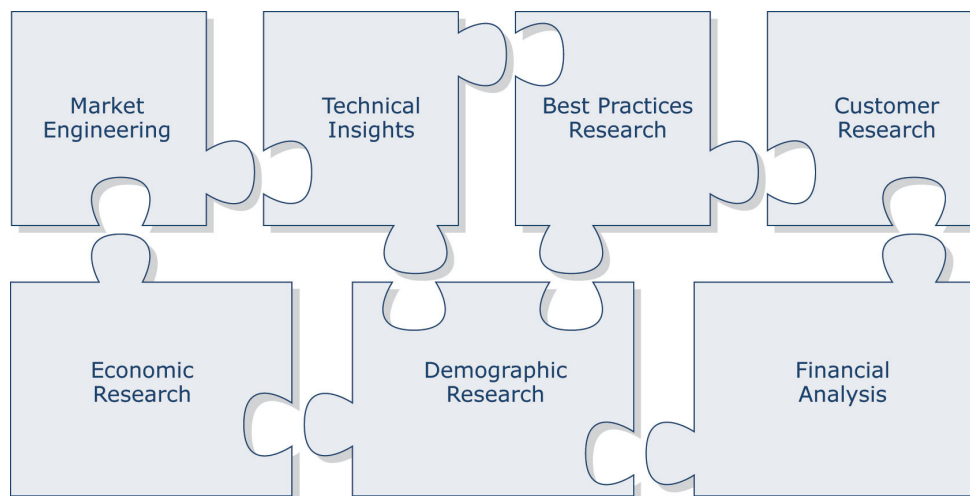 Market
Engineering
Technical
Insights
Best Practices
Research
Customer
Research
Economic
Research
Demographic
Research
Financial
Analysis